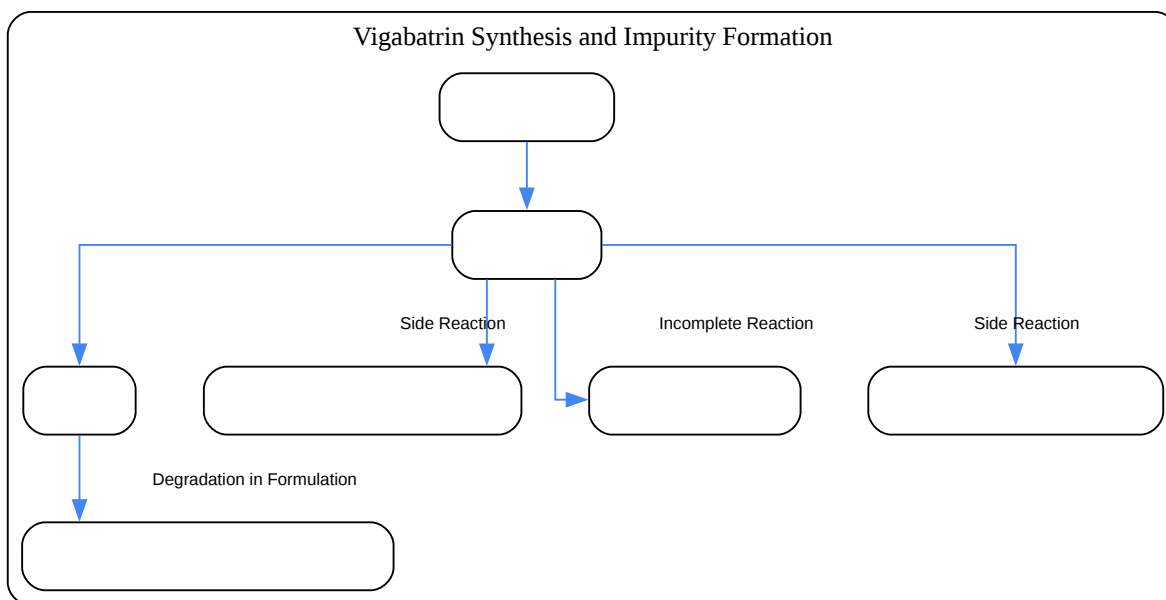 Vigabatrin Synthesis and Impurity Formation
Side Reaction
Incomplete Reaction
Side Reaction
Degradation in Formulation